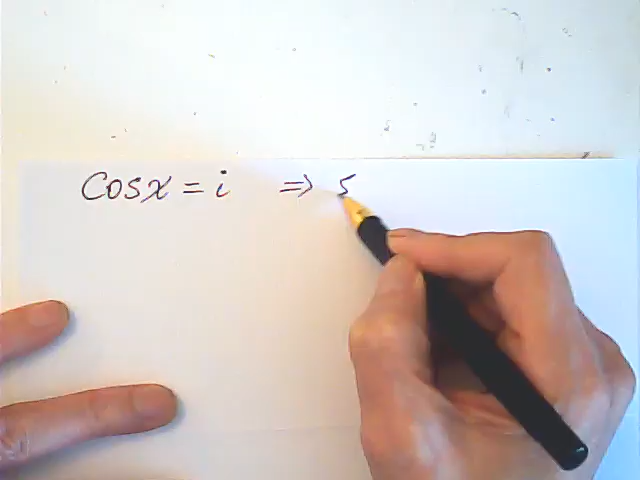 Cosx = i => s